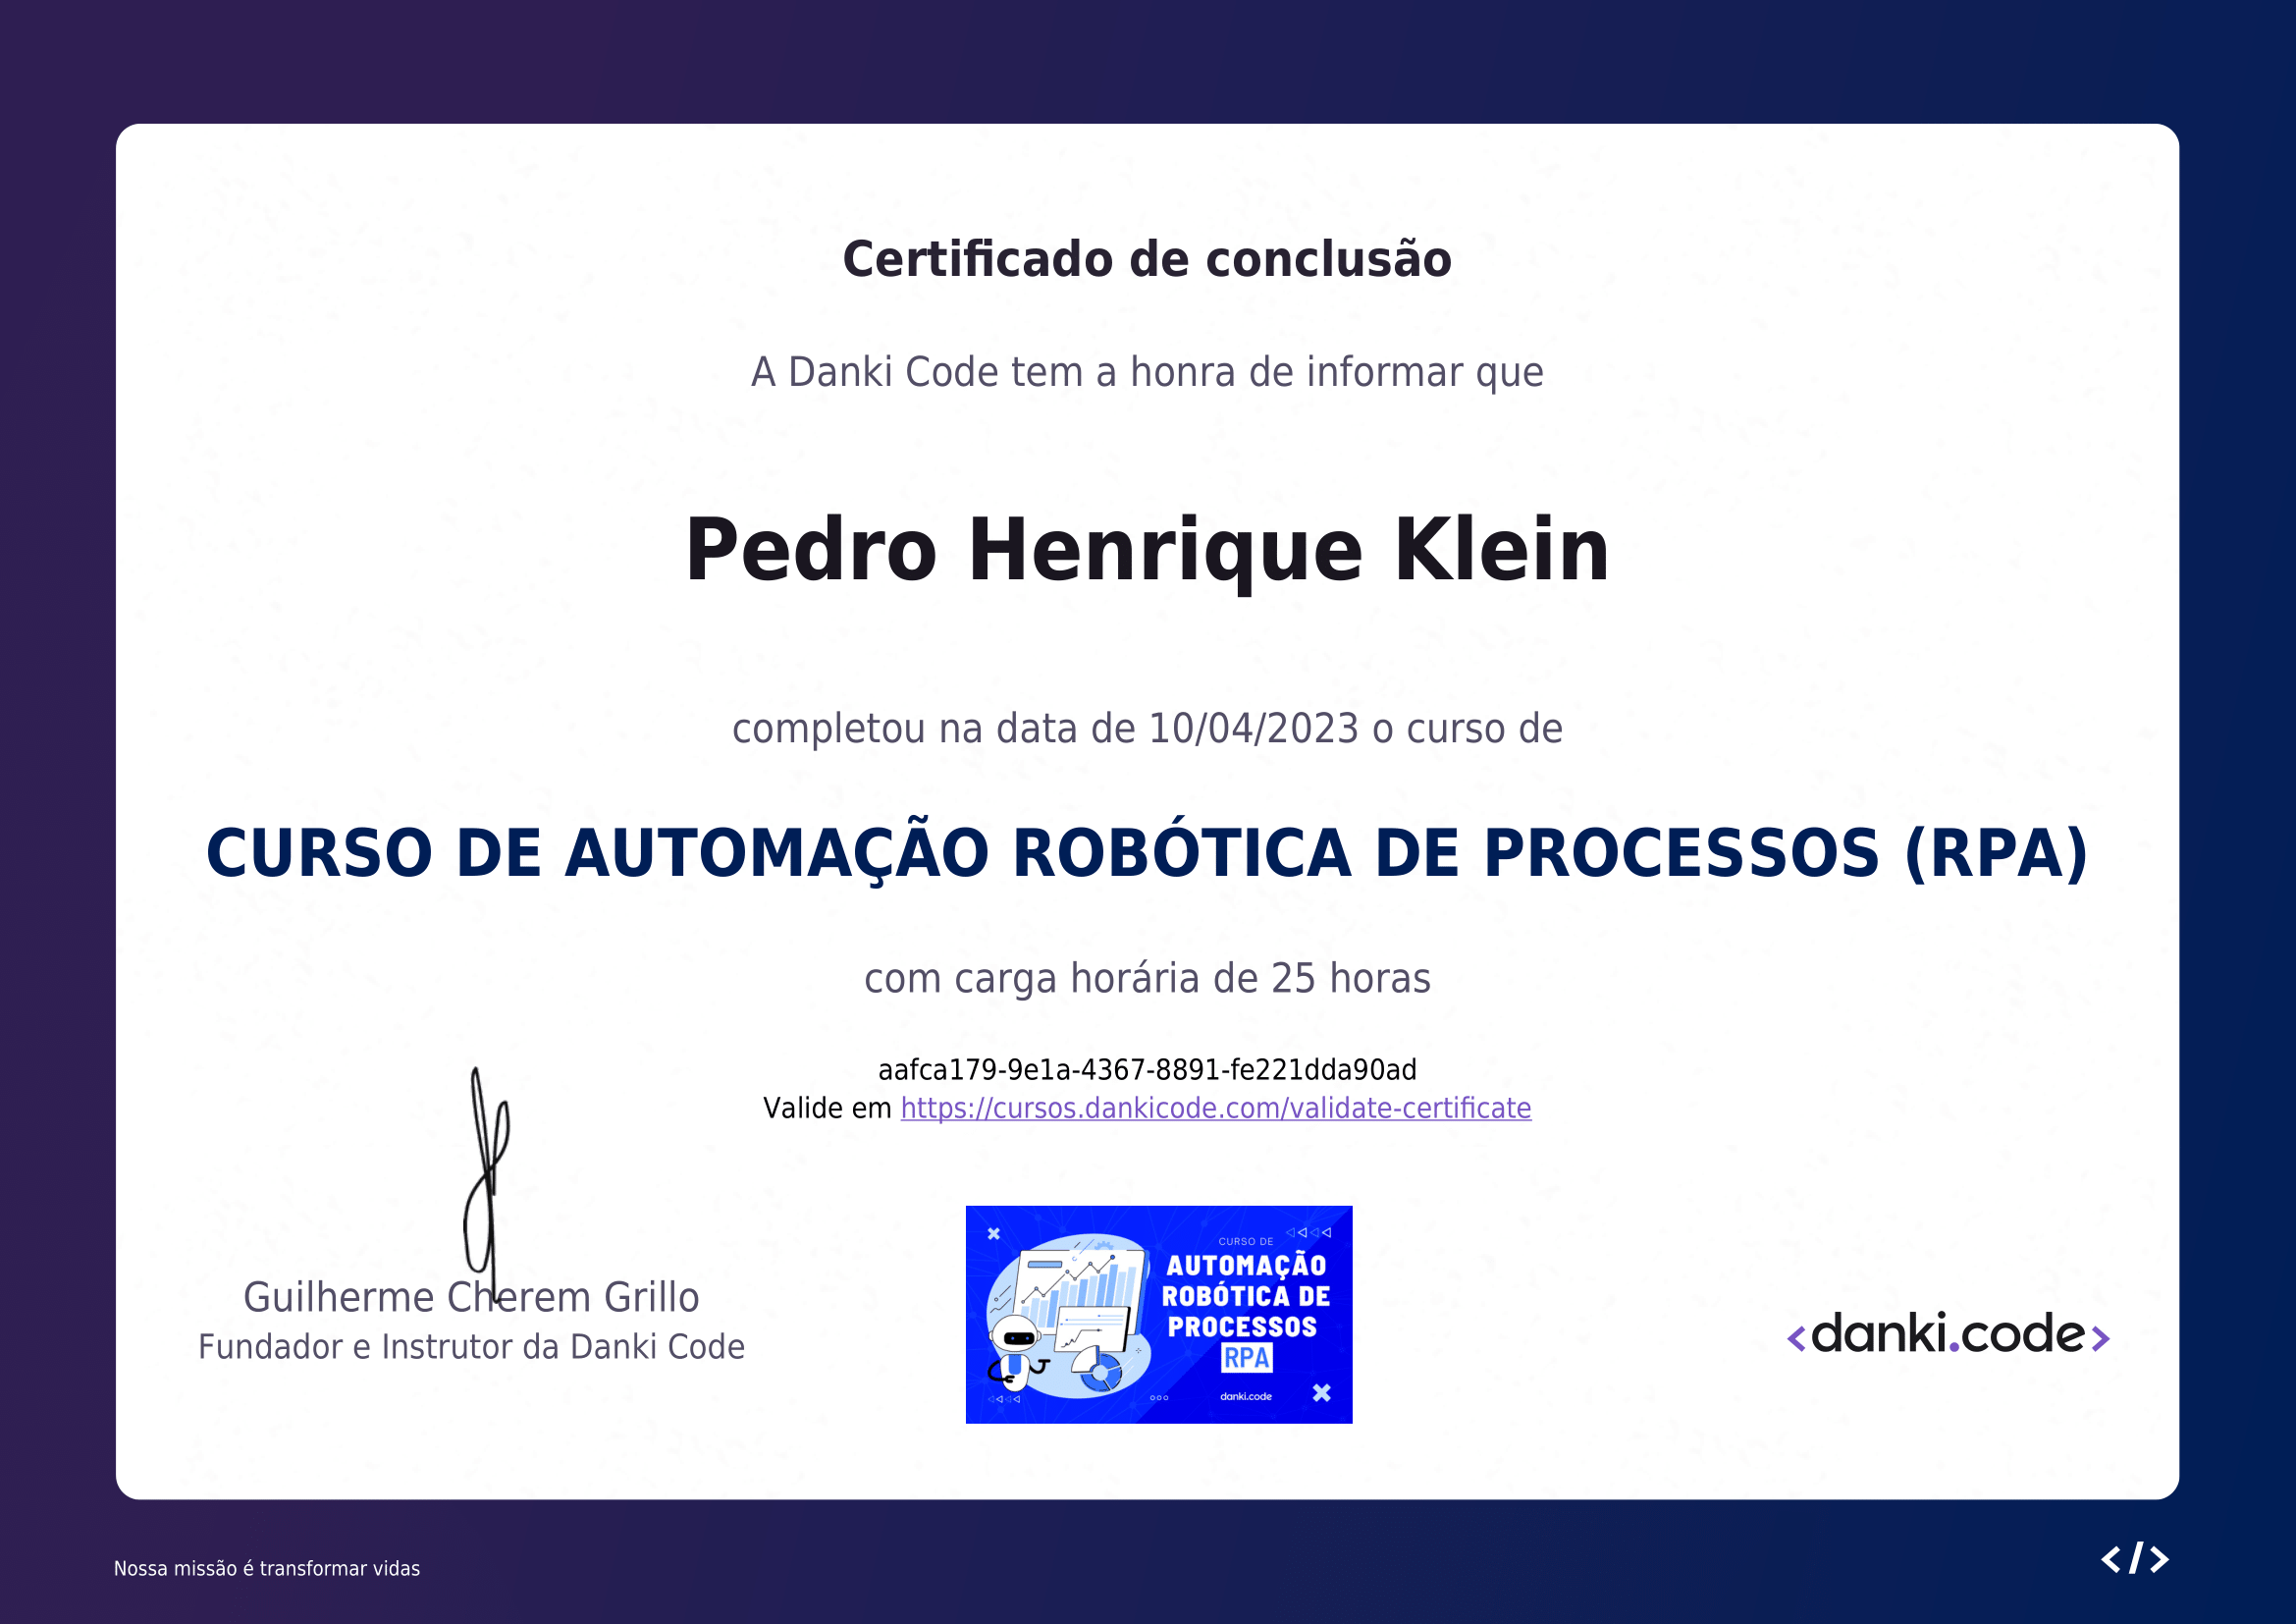 Certificado de conclusão
A Danki Code tem a honra de informar que
Pedro Henrique Klein
completou na data de 10/04/2023 o curso de
CURSO DE AUTOMAÇÃO ROBÓTICA DE PROCESSOS (RPA)
com carga horária de 25 horas
aafca179-9e1a-4367-8891-fe221dda90ad
Valide em https://cursos.dankicode.com/validate-certificate
Guilherme Cherem Grillo
Fundador e Instrutor da Danki Code
CURSO DE
AUTOMAÇÃO
ROBÓTICA DE
PROCESSOS
RPA
danki.code
<danki.code>
Nossa missão é transformar vidas
</>